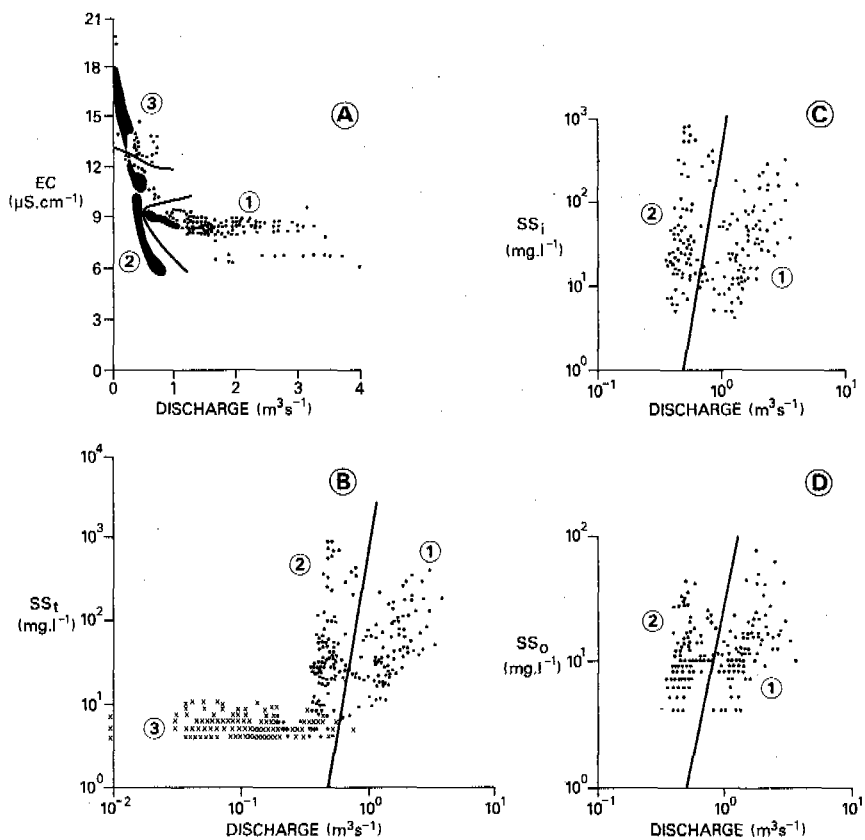 A
21
18
15
12
9
6
3
0
EC
(μS.cm⁻¹)
3
1
2
0 1 2 3 4
DISCHARGE (m³s⁻¹)
C
10³
10²
10¹
10⁰
SSᵢ
(mg.l⁻¹)
2
1
10⁻¹ 10⁰ 10¹
DISCHARGE (m³s⁻¹)
B
10⁴
10³
10²
10¹
10⁰
SSₜ
(mg.l⁻¹)
2
1
3
10⁻² 10⁻¹ 10⁰ 10¹
DISCHARGE (m³s⁻¹)
D
10²
10¹
10⁰
SSₒ
(mg.l⁻¹)
2
1
10⁻¹ 10⁰ 10¹
DISCHARGE (m³s⁻¹)